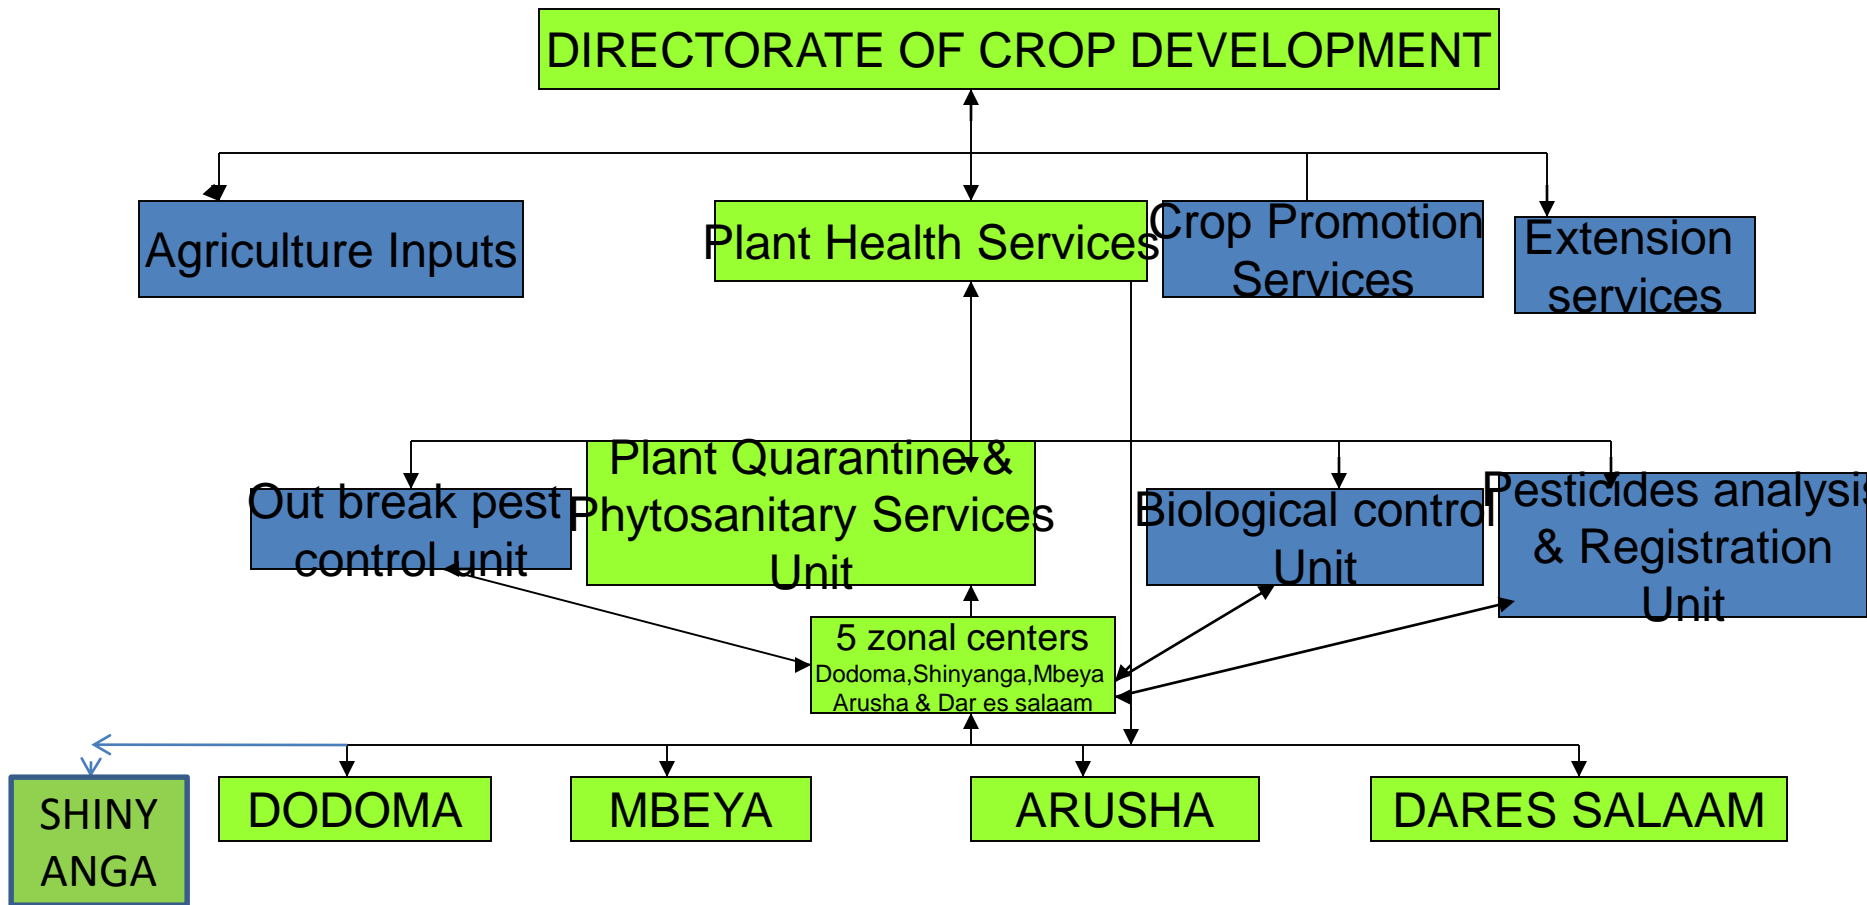 DIRECTORATE OF CROP DEVELOPMENT
Agriculture Inputs
Plant Health Services
Crop Promotion
Services
Extension
services
Out break pest
control unit
Plant Quarantine &
Phytosanitary Services
Unit
Biological control
Unit
Pesticides analysis
& Registration
Unit
5 zonal centers
Dodoma,Shinyanga,Mbeya
Arusha & Dar es salaam
SHINY
ANGA
DODOMA
MBEYA
ARUSHA
DARES SALAAM